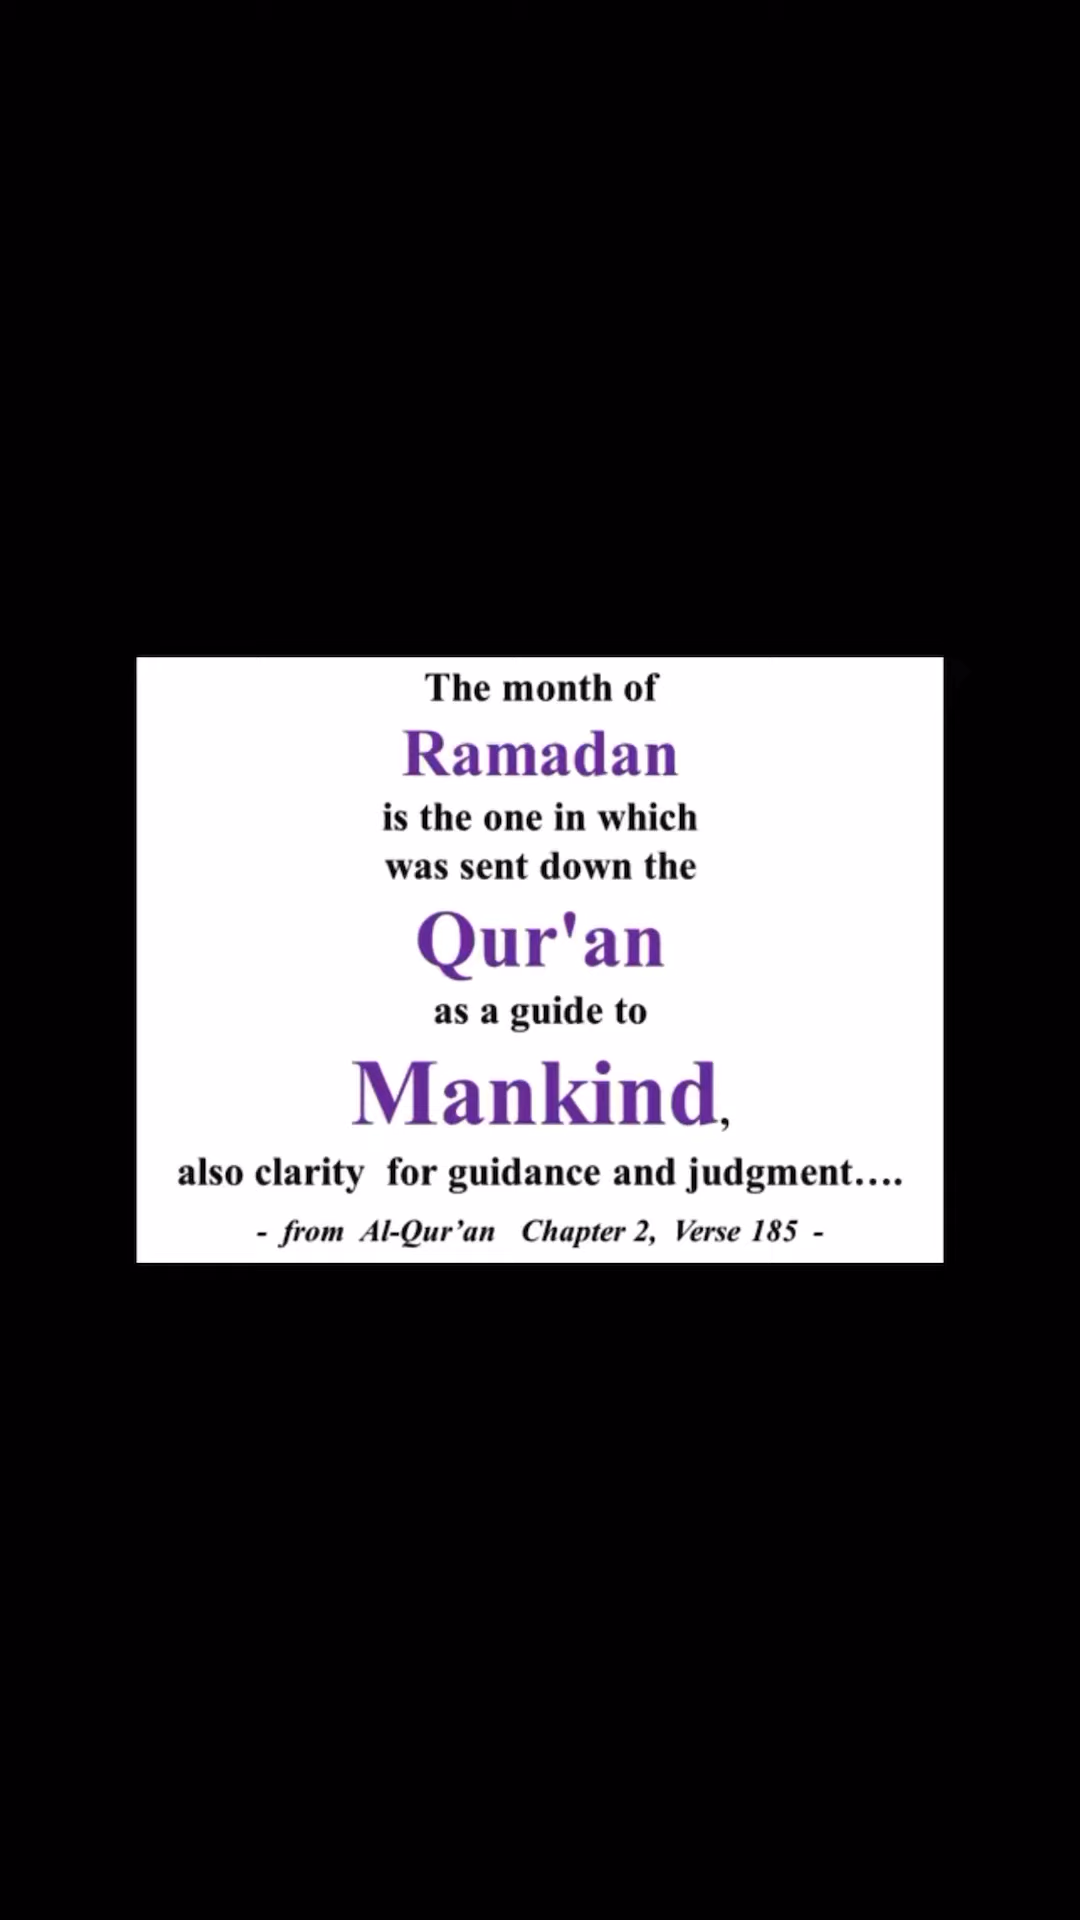 The month of
Ramadan
is the one in which
was sent down the
Qur'an
as a guide to
Mankind,
also clarity  for guidance and judgment....
- from  Al-Qur’an   Chapter 2,  Verse 185  -